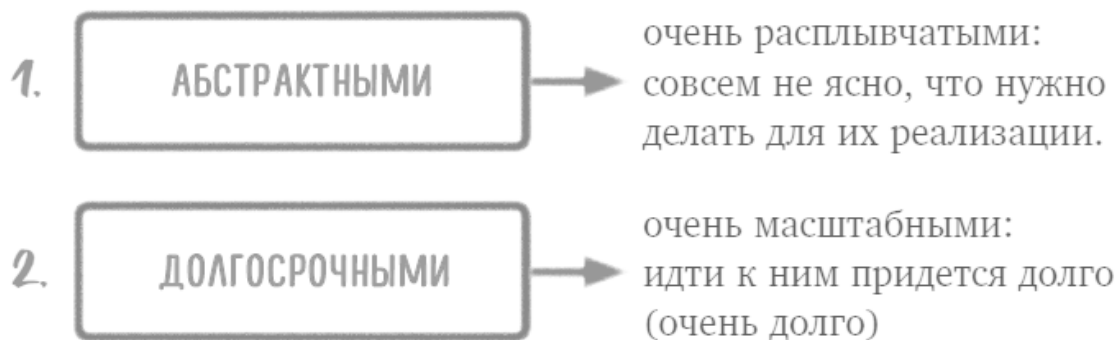 1.
АБСТРАКТНЫМИ
очень расплывчатыми:
совсем не ясно, что нужно
делать для их реализации.
2.
ДОЛГОСРОЧНЫМИ
очень масштабными:
идти к ним придется долго
(очень долго)